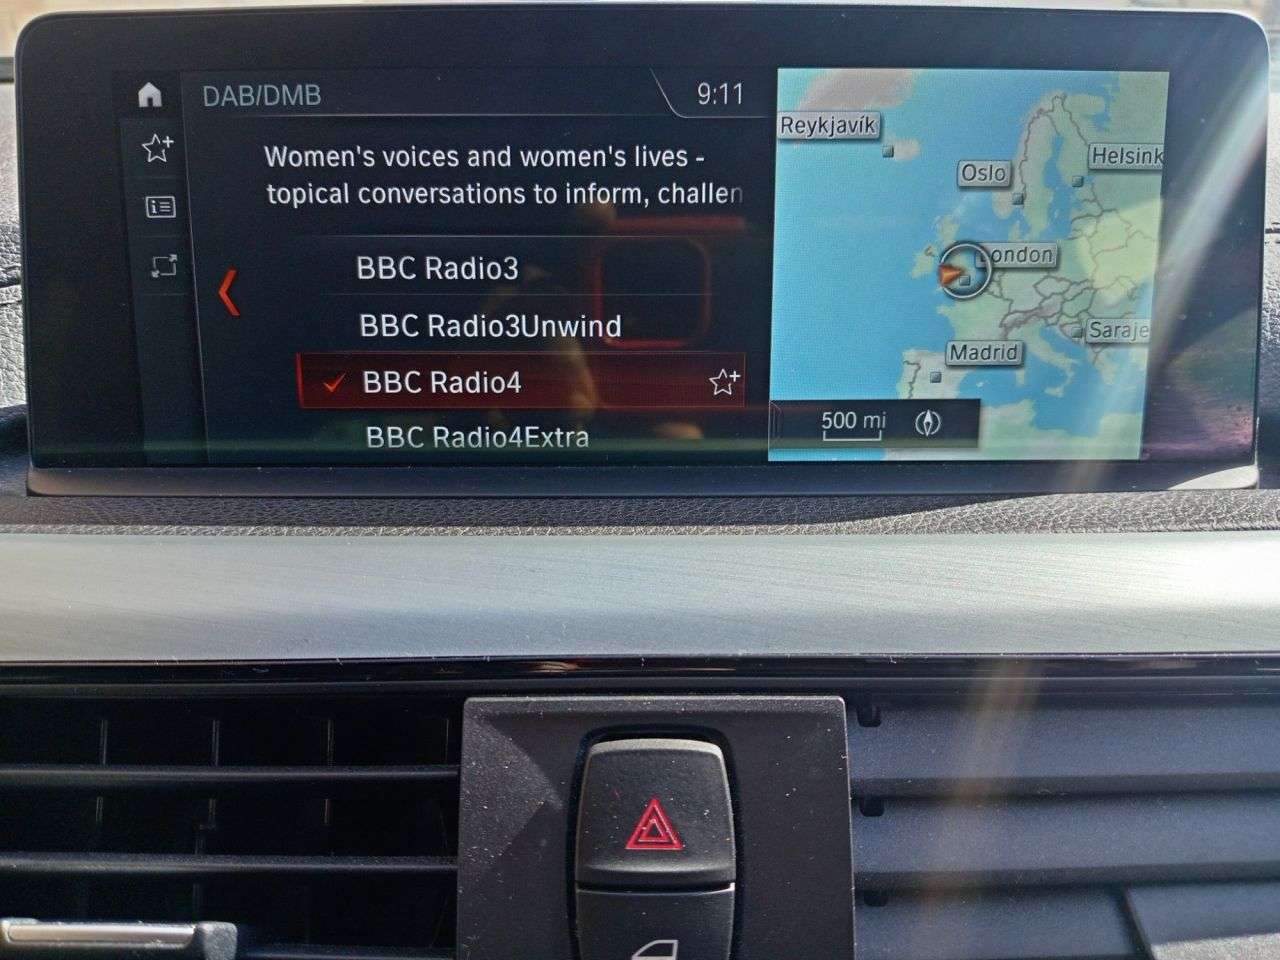 DAB/DMB
9:11
Women's voices and women's lives -
topical conversations to inform, challen
BBC Radio3
BBC Radio3Unwind
BBC Radio4
BBC Radio4Extra
Reykjavík
Oslo
Helsink
London
Saraje
Madrid
500 mi